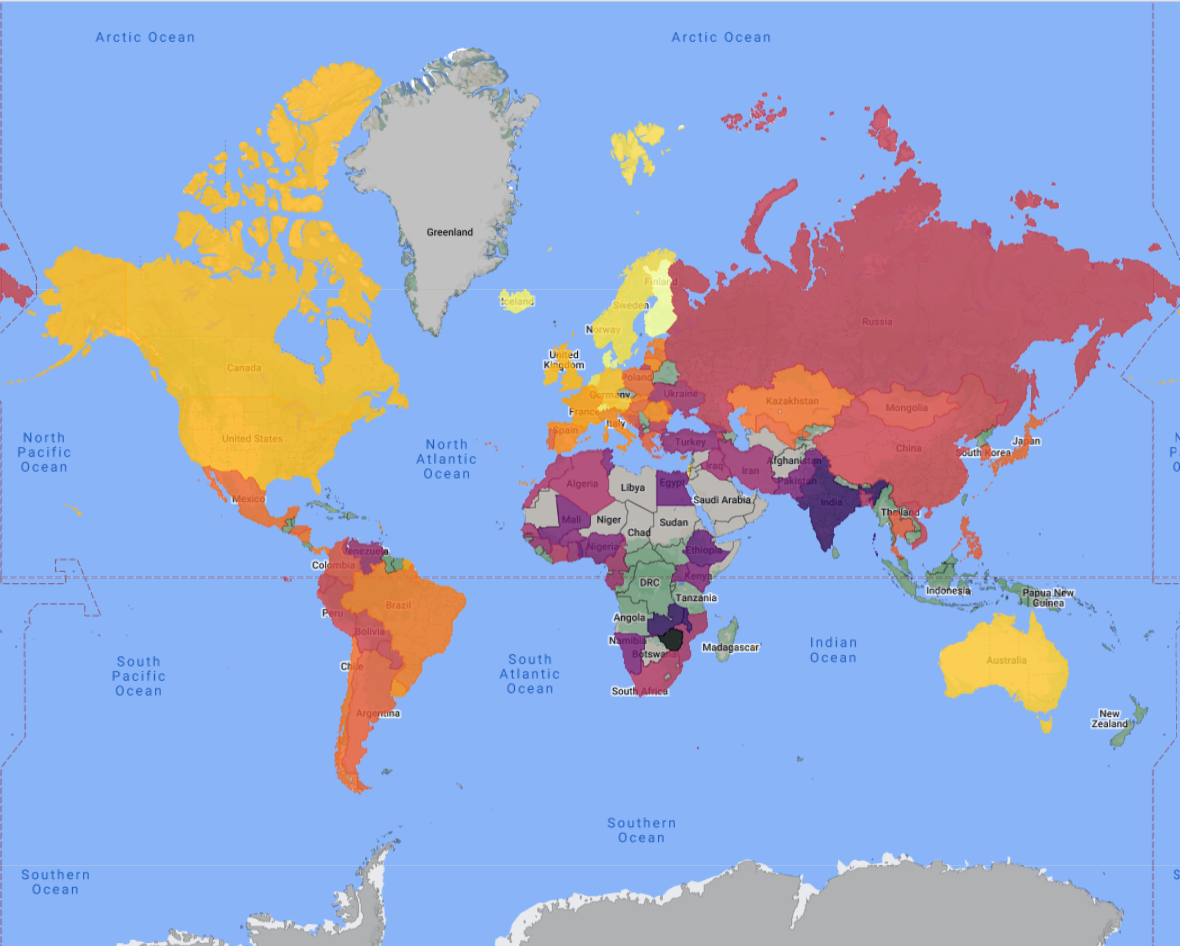 Arctic Ocean
Arctic Ocean
Greenland
Iceland
Finland
Sweden
Norway
Russia
United
Kingdom
Canada
Poland
Germany
Ukraine
Kazakhstan
Mongolia
France
Italy
Spain
United States
North
Pacific
Ocean
North
Atlantic
Ocean
Turkey
Japan
South Korea
China
Iraq
Iran
Afghanistan
Pakistan
Algeria
Libya
Egypt
Saudi Arabia
Mexico
India
Thailand
Mali
Niger
Chad
Sudan
Nigeria
Ethiopia
Venezuela
Colombia
Kenya
DRC
Tanzania
Indonesia
Papua New
Guinea
Brazil
Peru
Angola
Bolivia
Namibia
Botswana
Madagascar
Indian
Ocean
Chile
South
Pacific
Ocean
South
Atlantic
Ocean
Australia
South Africa
Argentina
New
Zealand
Southern
Ocean
Southern
Ocean